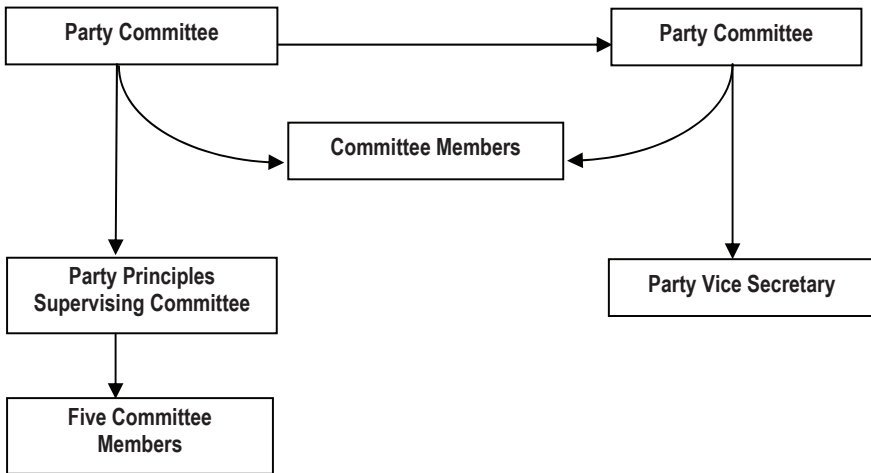 Party Committee
Party Committee
Committee Members
Party Principles
Supervising Committee
Party Vice Secretary
Five Committee
Members